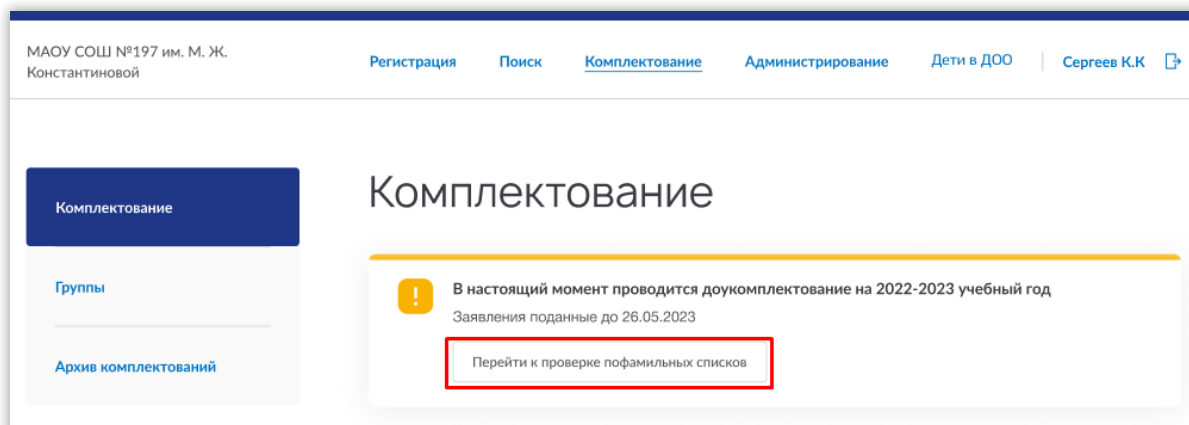 МАОУ СОШ №197 им. М. Ж.
Константиновой
Регистрация Поиск Комплектование Администрирование Дети в ДОО Сергеев К.К
Комплектование
Группы
Архив комплектований
Комплектование
!
В настоящий момент проводится доукомплектование на 2022-2023 учебный год
Заявления поданные до 26.05.2023
Перейти к проверке пофамильных списков